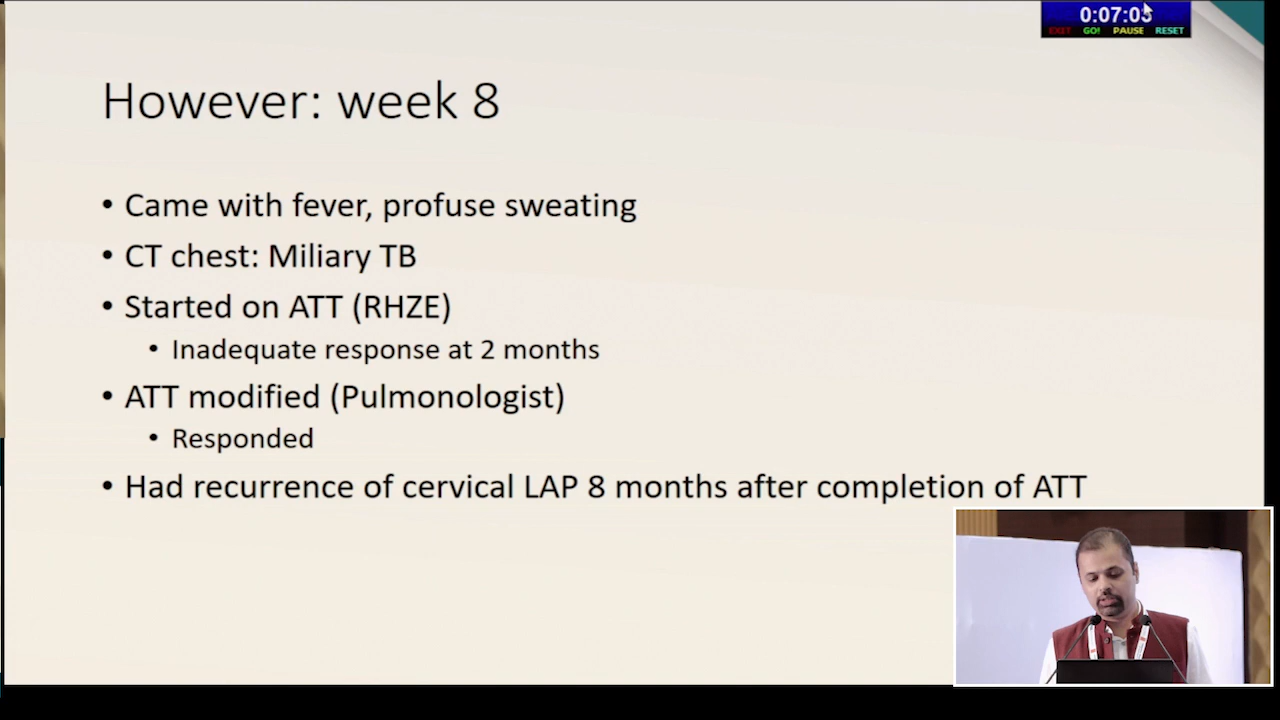 0:07:03
EXIT GO! PAUSE RESET
However: week 8
• Came with fever, profuse sweating
• CT chest: Miliary TB
• Started on ATT (RHZE)
• Inadequate response at 2 months
• ATT modified (Pulmonologist)
• Responded
• Had recurrence of cervical LAP 8 months after completion of ATT